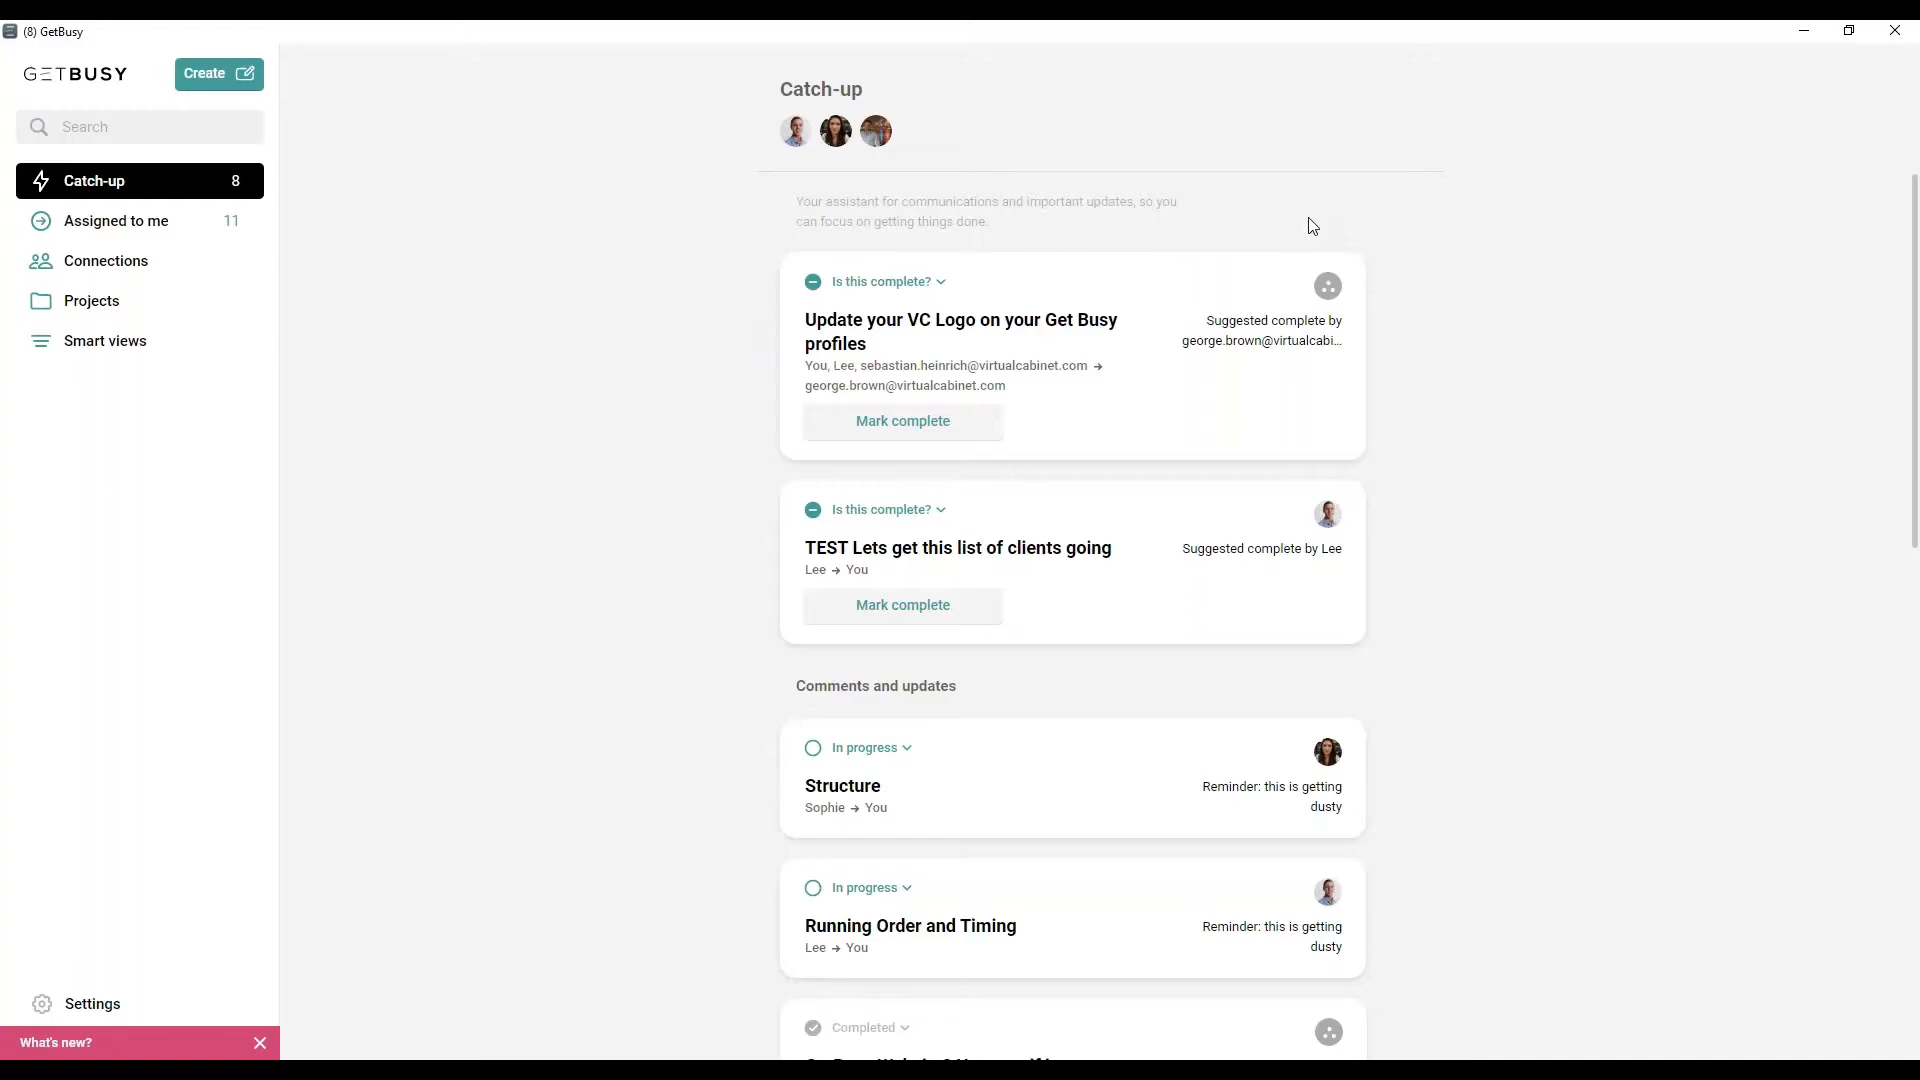 (8) GetBusy
GETBUSY
Create
Search
Catch-up 8
Assigned to me 11
Connections
Projects
Smart views
Settings
What's new?
Catch-up
Your assistant for communications and important updates, so you
can focus on getting things done.
Is this complete?
Update your VC Logo on your Get Busy
profiles
You, Lee, sebastian.heinrich@virtualcabinet.com →
george.brown@virtualcabinet.com
Suggested complete by
george.brown@virtualcabi...
Mark complete
Is this complete?
TEST Lets get this list of clients going
Lee → You
Suggested complete by Lee
Mark complete
Comments and updates
In progress
Structure
Sophie → You
Reminder: this is getting
dusty
In progress
Running Order and Timing
Lee → You
Reminder: this is getting
dusty
Completed